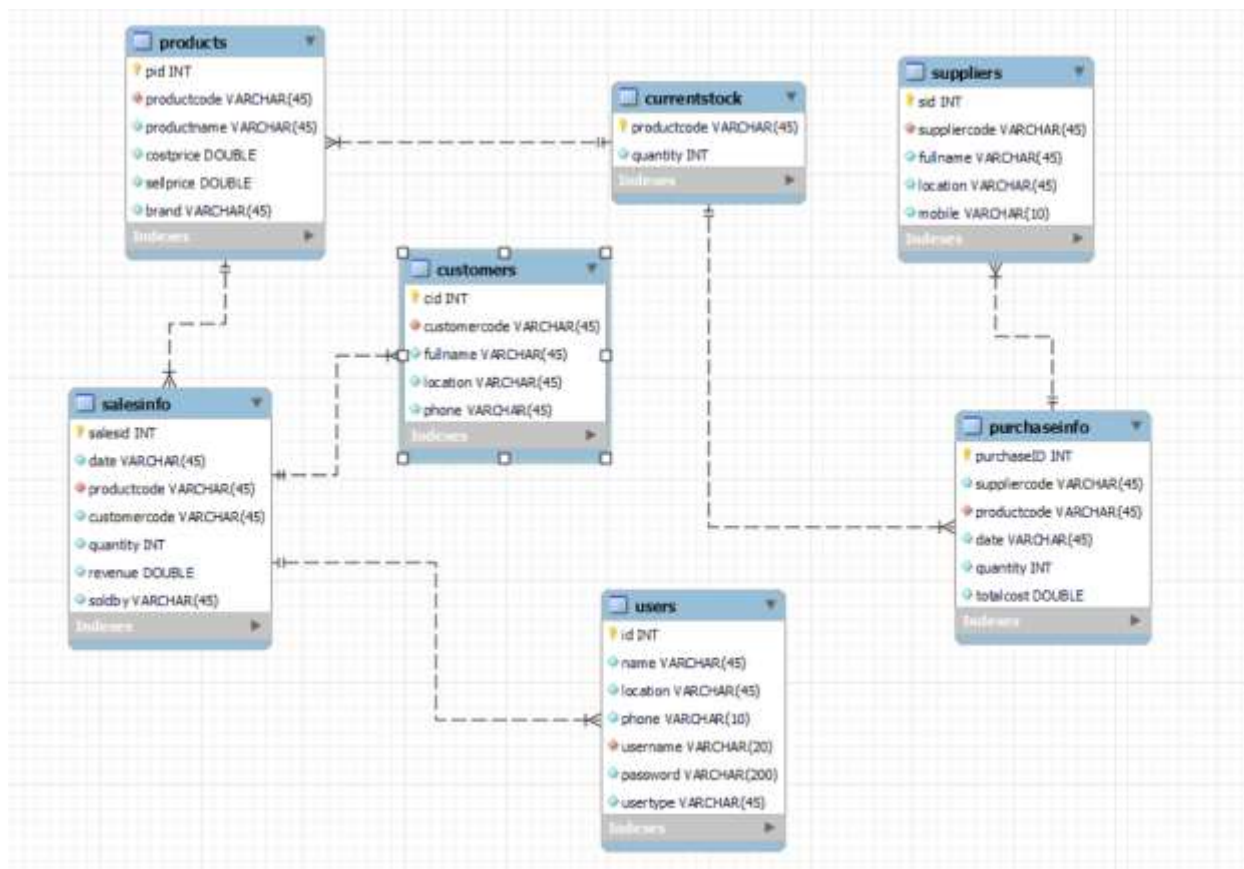 products
pid INT
productcode VARCHAR(45)
productname VARCHAR(45)
costprice DOUBLE
sellprice DOUBLE
brand VARCHAR(45)
Indexes
currentstock
productcode VARCHAR(45)
quantity INT
Indexes
suppliers
sid INT
suppliercode VARCHAR(45)
fullname VARCHAR(45)
location VARCHAR(45)
mobile VARCHAR(10)
Indexes
customers
cid INT
customercode VARCHAR(45)
fullname VARCHAR(45)
location VARCHAR(45)
phone VARCHAR(45)
Indexes
salesinfo
salesid INT
date VARCHAR(45)
productcode VARCHAR(45)
customercode VARCHAR(45)
quantity INT
revenue DOUBLE
soldby VARCHAR(45)
Indexes
purchaseinfo
purchaseID INT
suppliercode VARCHAR(45)
productcode VARCHAR(45)
date VARCHAR(45)
quantity INT
totalcost DOUBLE
Indexes
users
id INT
name VARCHAR(45)
location VARCHAR(45)
phone VARCHAR(10)
username VARCHAR(20)
password VARCHAR(200)
usertype VARCHAR(45)
Indexes